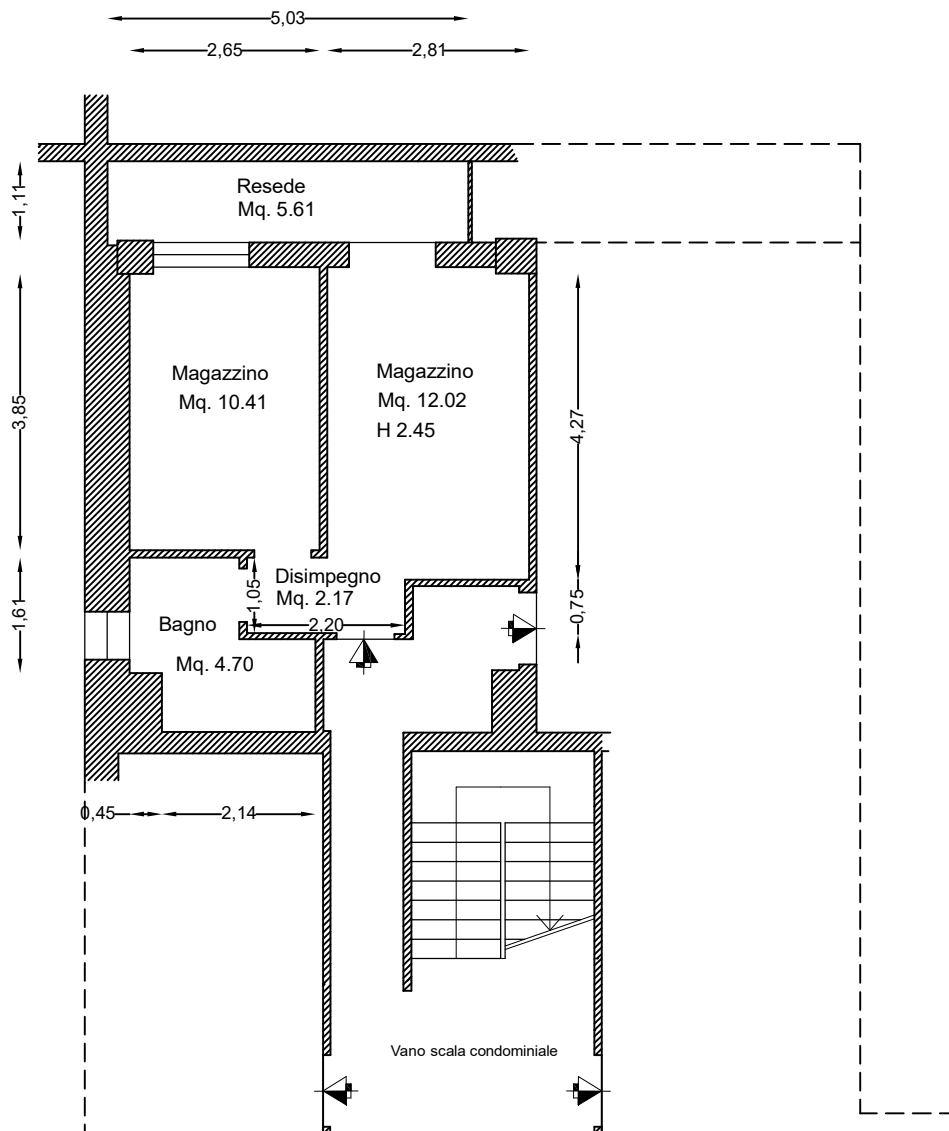 5,03
2,65
2,81
1,11
Resede
Mq. 5.61
3,85
Magazzino
Mq. 10.41
Magazzino
Mq. 12.02
H 2.45
4,27
1,61
1,05
Disimpegno
Mq. 2.17
2,20
0,75
Bagno
Mq. 4.70
0,45
2,14
Vano scala condominiale